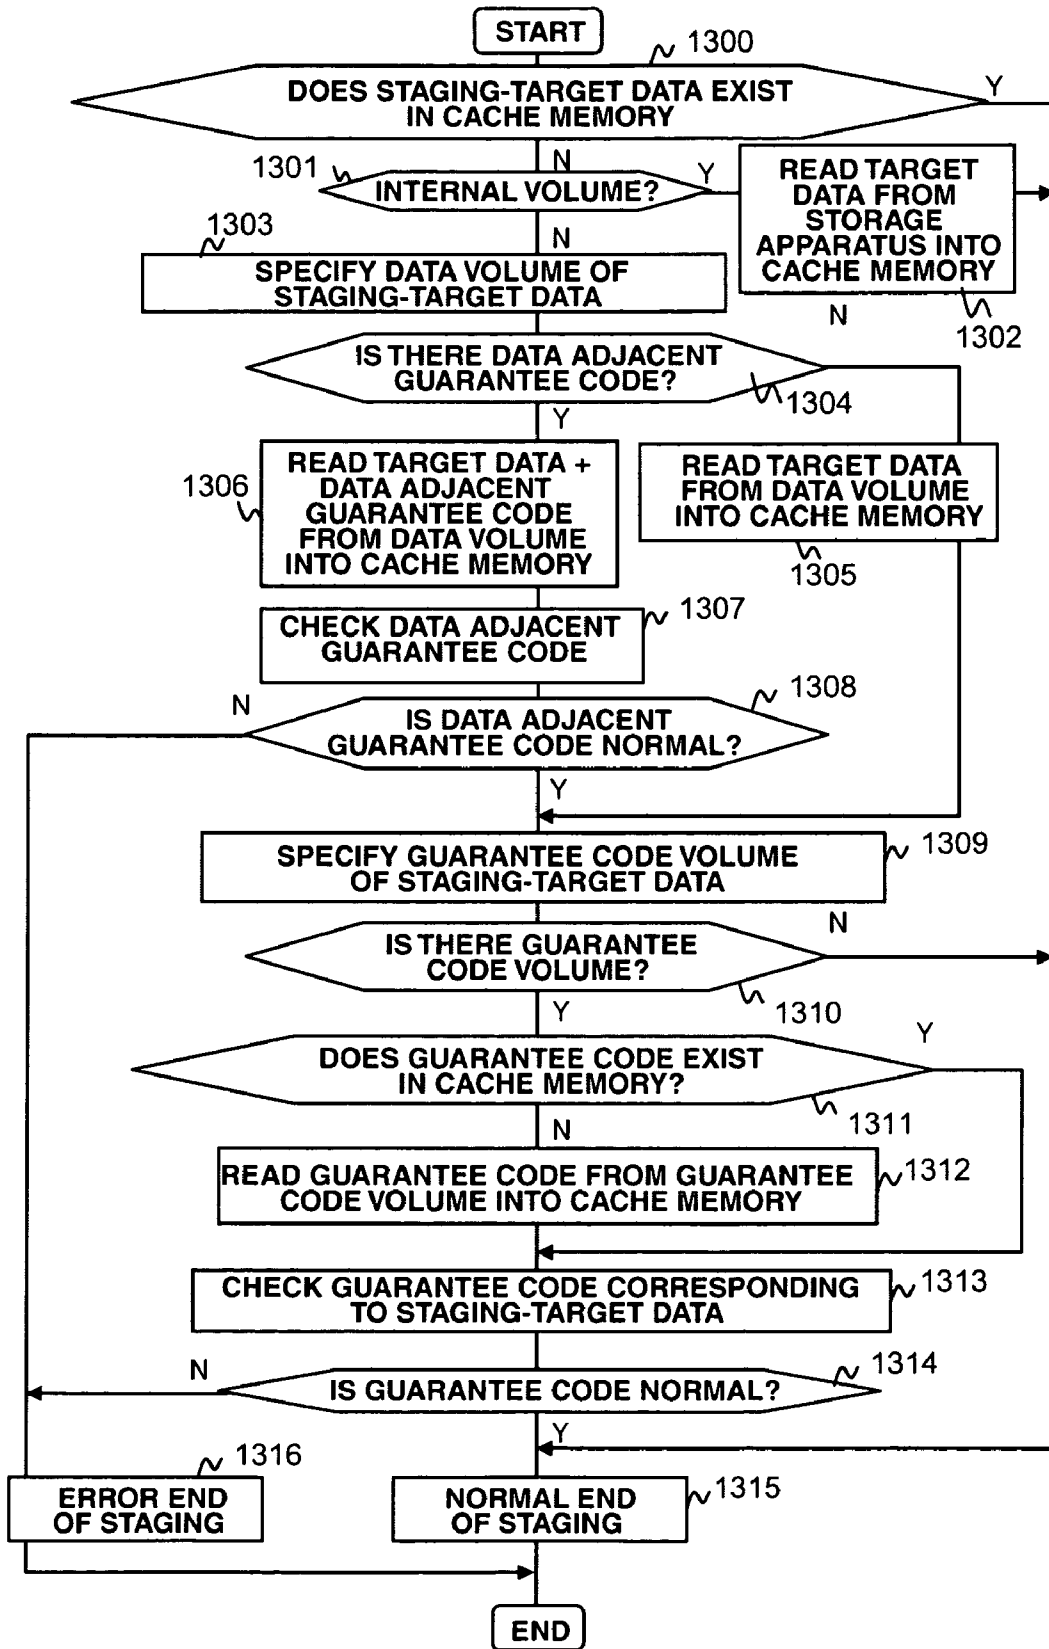 START
1300
DOES STAGING-TARGET DATA EXIST
IN CACHE MEMORY
Y
N
1301
INTERNAL VOLUME?
Y
READ TARGET
DATA FROM
STORAGE
APPARATUS INTO
CACHE MEMORY
1302
N
1303
SPECIFY DATA VOLUME OF
STAGING-TARGET DATA
N
IS THERE DATA ADJACENT
GUARANTEE CODE?
1304
Y
1306
READ TARGET DATA +
DATA ADJACENT
GUARANTEE CODE
FROM DATA VOLUME
INTO CACHE MEMORY
READ TARGET DATA
FROM DATA VOLUME
INTO CACHE MEMORY
1305
1307
CHECK DATA ADJACENT
GUARANTEE CODE
1308
N
IS DATA ADJACENT
GUARANTEE CODE NORMAL?
Y
1309
SPECIFY GUARANTEE CODE VOLUME
OF STAGING-TARGET DATA
N
IS THERE GUARANTEE
CODE VOLUME?
1310
Y
DOES GUARANTEE CODE EXIST
IN CACHE MEMORY?
Y
1311
N
READ GUARANTEE CODE FROM GUARANTEE
CODE VOLUME INTO CACHE MEMORY
1312
CHECK GUARANTEE CODE CORRESPONDING
TO STAGING-TARGET DATA
1313
1314
N
IS GUARANTEE CODE NORMAL?
Y
1316
ERROR END
OF STAGING
NORMAL END
OF STAGING
1315
END